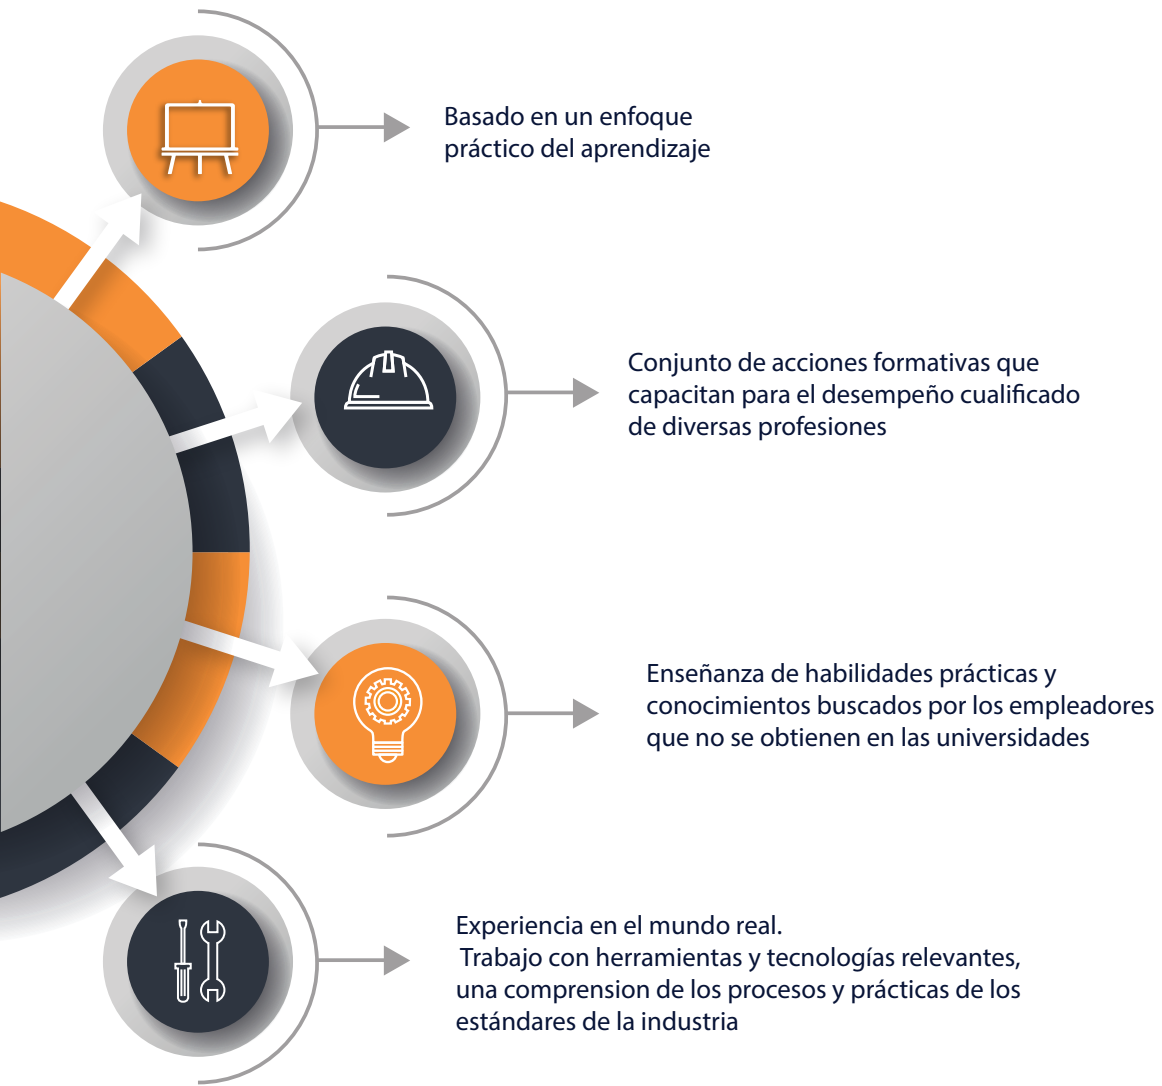 Basado en un enfoque
práctico del aprendizaje
Conjunto de acciones formativas que
capacitan para el desempeño cualificado
de diversas profesiones
Enseñanza de habilidades prácticas y
conocimientos buscados por los empleadores
que no se obtienen en las universidades
Experiencia en el mundo real.
Trabajo con herramientas y tecnologías relevantes,
una comprension de los procesos y prácticas de los
estándares de la industria